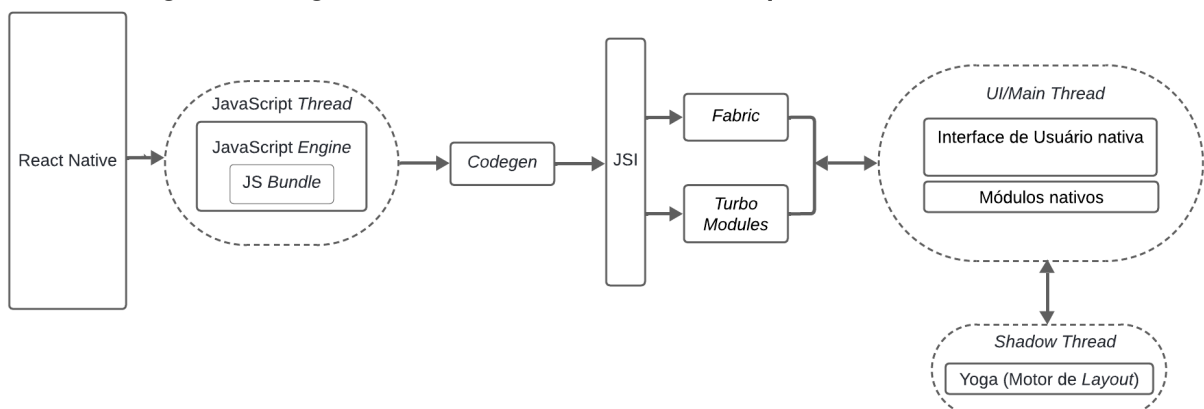 React Native
JavaScript Thread
JavaScript Engine
JS Bundle
Codegen
JSI
Fabric
Turbo
Modules
UI/Main Thread
Interface de Usuário nativa
Módulos nativos
Shadow Thread
Yoga (Motor de Layout)